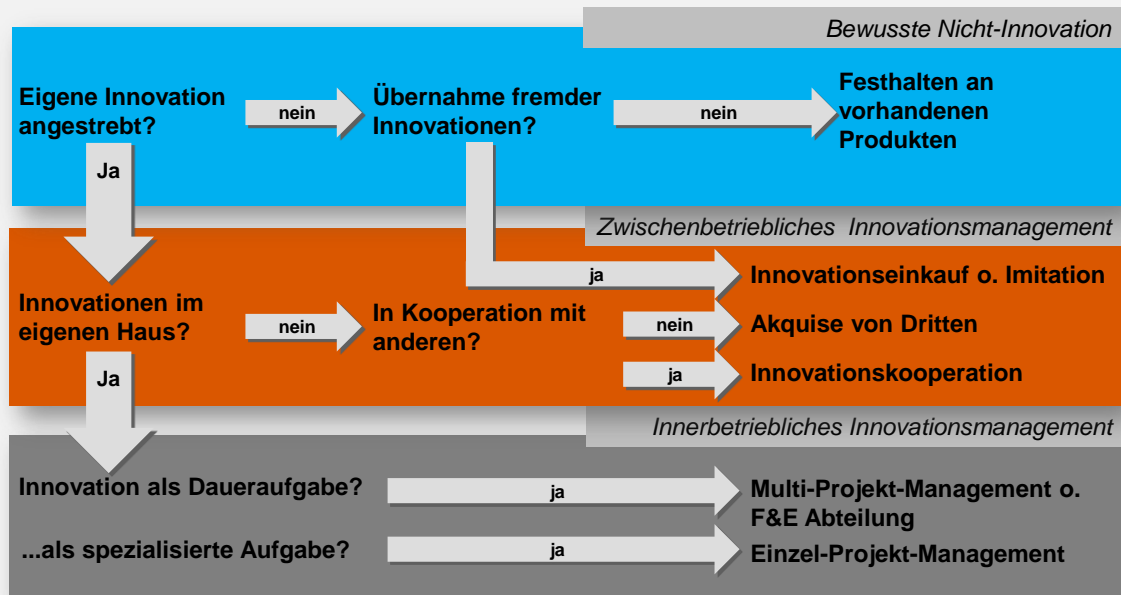 Bewusste Nicht-Innovation
Eigene Innovation
angestrebt?
nein
Übernahme fremder
Innovationen?
nein
Festhalten an
vorhandenen
Produkten
Ja
Zwischenbetriebliches Innovationsmanagement
ja
Innovationseinkauf o. Imitation
Innovationen im
eigenen Haus?
nein
In Kooperation mit
anderen?
nein
Akquise von Dritten
ja
Innovationskooperation
Ja
Innerbetriebliches Innovationsmanagement
Innovation als Daueraufgabe?
ja
Multi-Projekt-Management o.
F&E Abteilung
...als spezialisierte Aufgabe?
ja
Einzel-Projekt-Management